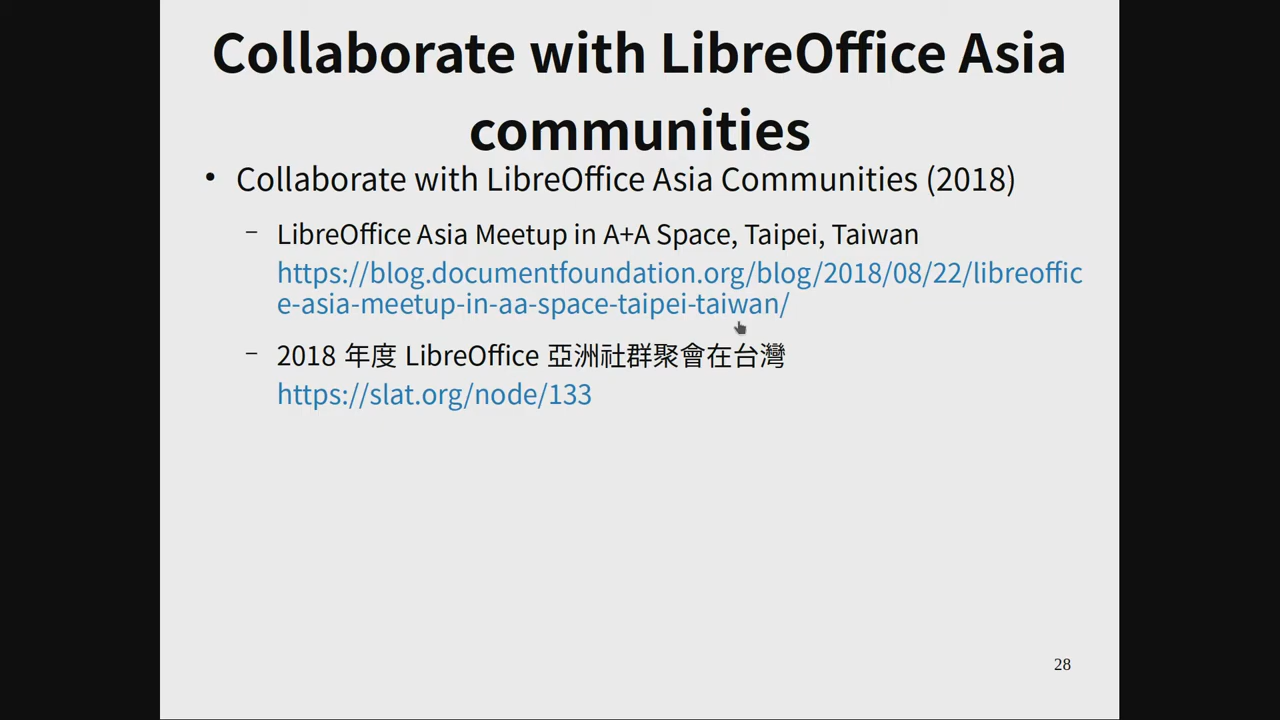 Collaborate with LibreOffice Asia
communities
• Collaborate with LibreOffice Asia Communities (2018)
– LibreOffice Asia Meetup in A+A Space, Taipei, Taiwan
https://blog.documentfoundation.org/blog/2018/08/22/libreoffic
e-asia-meetup-in-aa-space-taipei-taiwan/
– 2018 年度 LibreOffice 亞洲社群聚會在台灣
https://slat.org/node/133
28